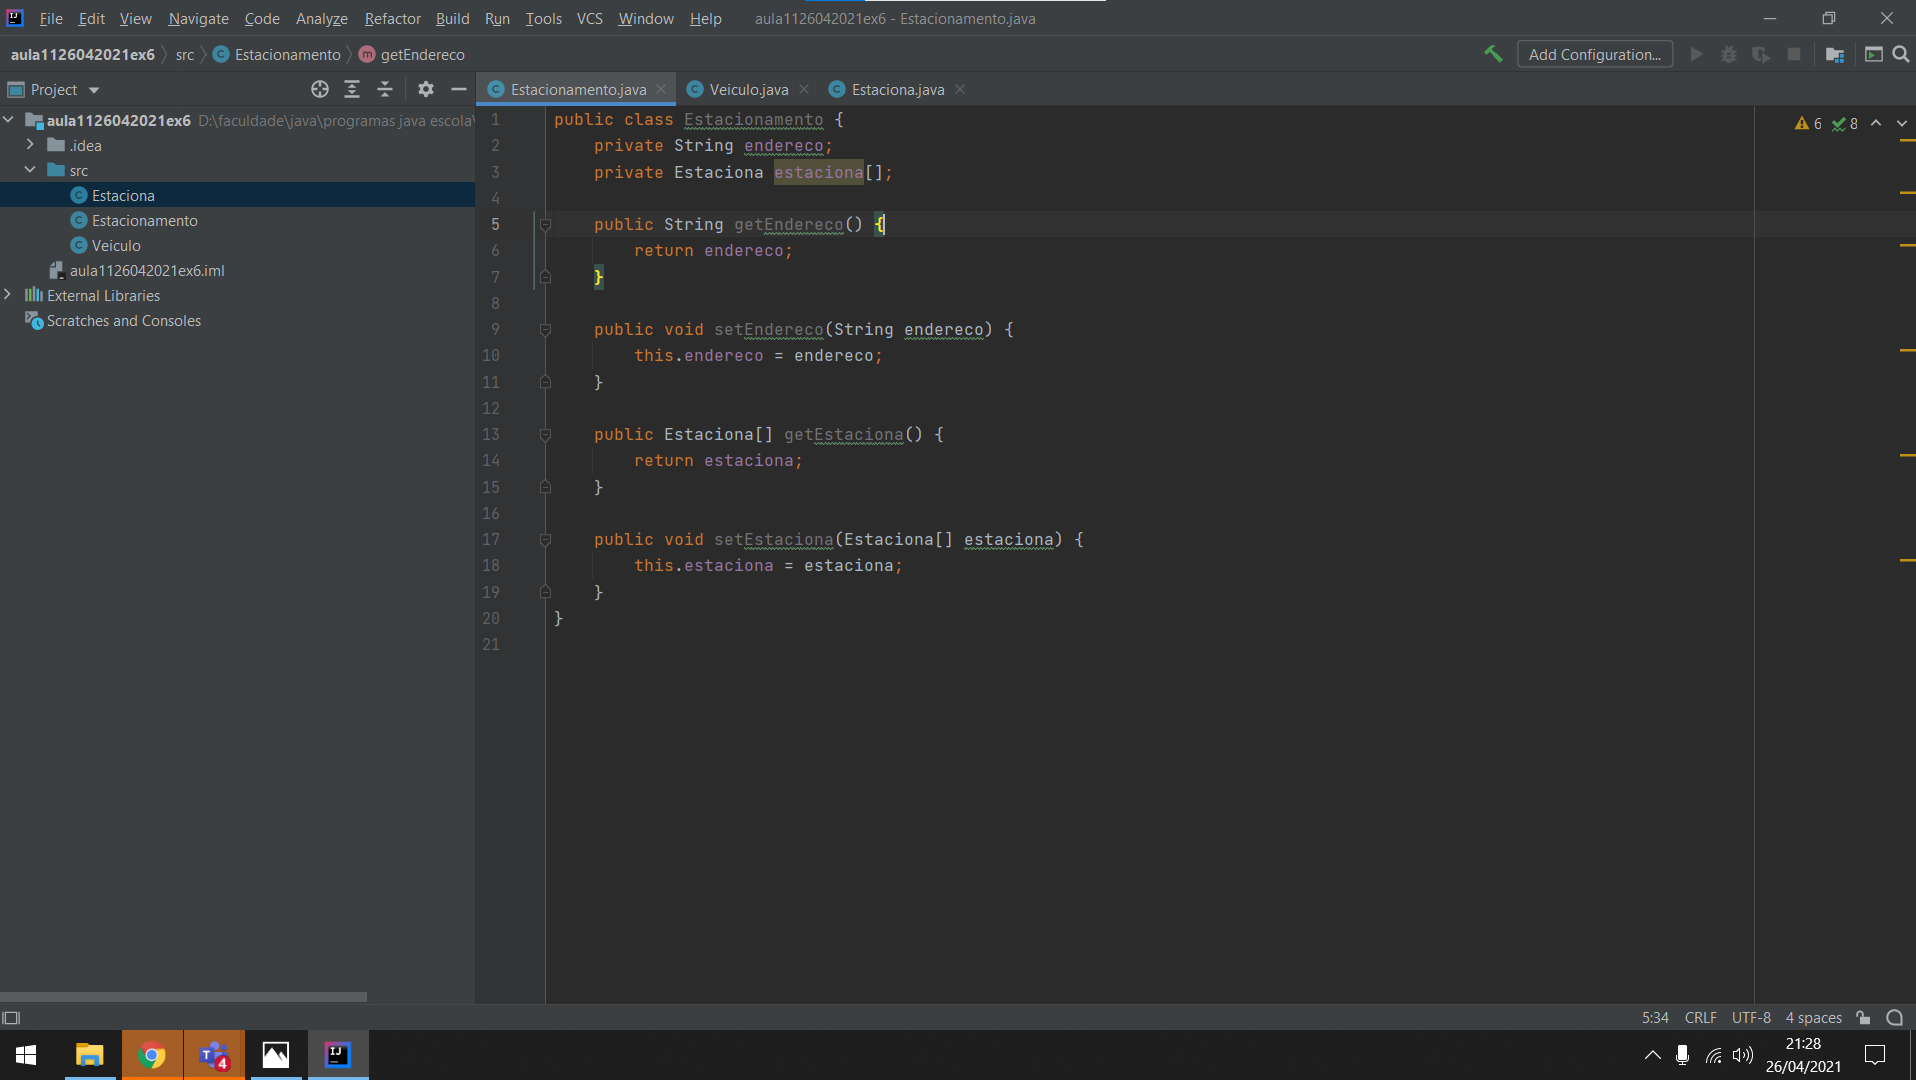 File Edit View Navigate Code Analyze Refactor Build Run Tools VCS Window Help aula1126042021ex6 - Estacionamento.java
aula1126042021ex6 src Estacionamento getEndereco Add Configuration...
Project
Estacionamento.java Veiculo.java Estaciona.java
aula1126042021ex6 D:\faculdade\java\programas java escola\
.idea
src
Estaciona
Estacionamento
Veiculo
aula1126042021ex6.iml
External Libraries
Scratches and Consoles
6 8
1 public class Estacionamento {
2 private String endereco;
3 private Estaciona estaciona[];
4
5 public String getEndereco() {
6 return endereco;
7 }
8
9 public void setEndereco(String endereco) {
10 this.endereco = endereco;
11 }
12
13 public Estaciona[] getEstaciona() {
14 return estaciona;
15 }
16
17 public void setEstaciona(Estaciona[] estaciona) {
18 this.estaciona = estaciona;
19 }
20 }
21
5:34 CRLF UTF-8 4 spaces
4
21:28
26/04/2021